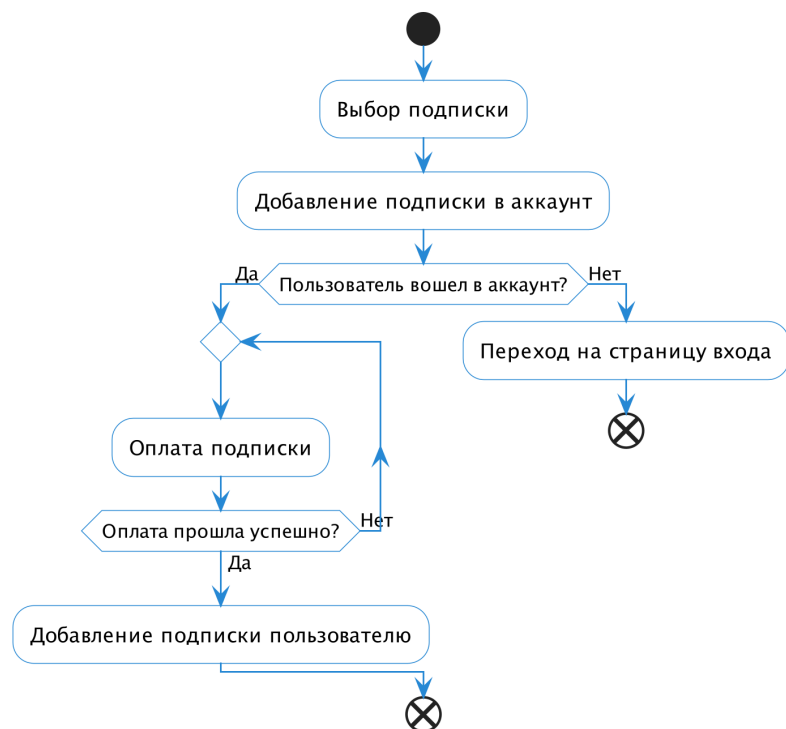 Выбор подписки
Добавление подписки в аккаунт
Да
Пользователь вошел в аккаунт?
Нет
Переход на страницу входа
Оплата подписки
Оплата прошла успешно?
Нет
Да
Добавление подписки пользователю